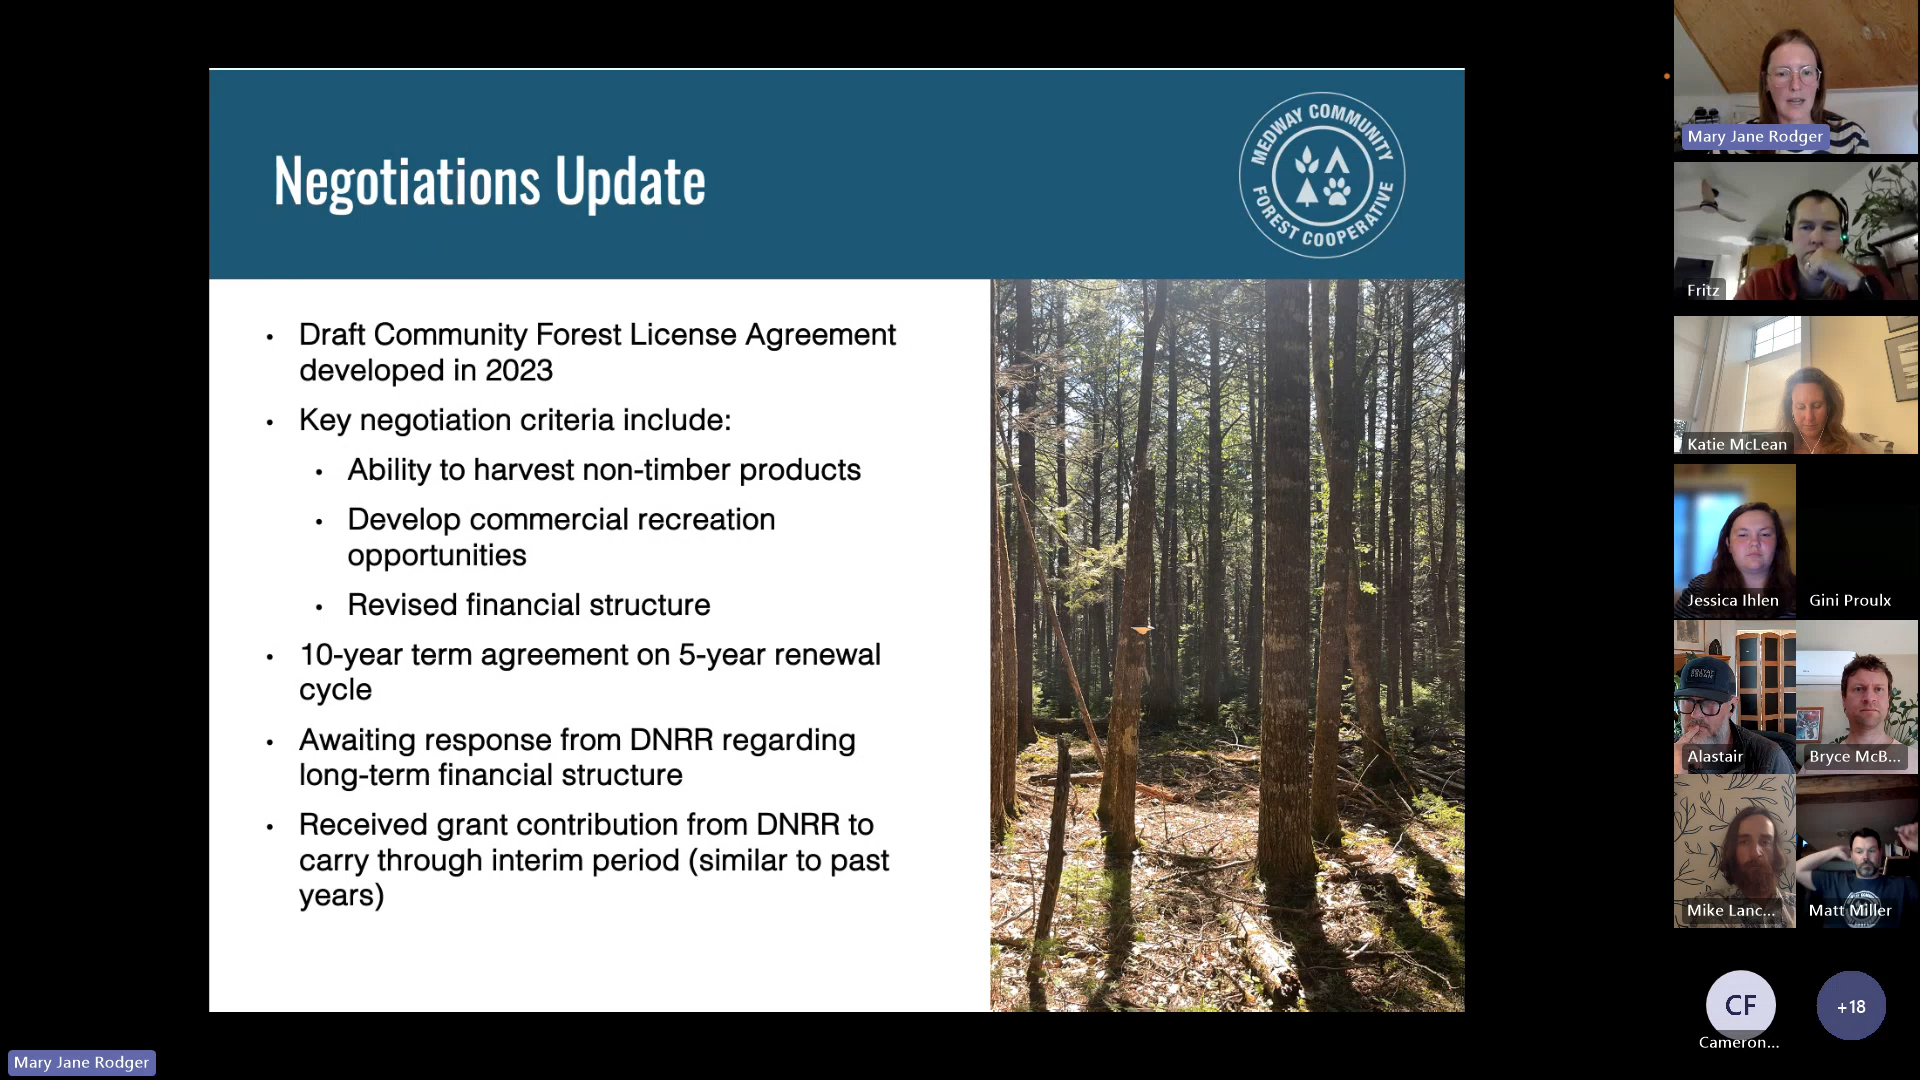 Negotiations Update
MEDWAY COMMUNITY
FOREST COOPERATIVE
• Draft Community Forest License Agreement
developed in 2023
• Key negotiation criteria include:
• Ability to harvest non-timber products
• Develop commercial recreation
opportunities
• Revised financial structure
• 10-year term agreement on 5-year renewal
cycle
• Awaiting response from DNRR regarding
long-term financial structure
• Received grant contribution from DNRR to
carry through interim period (similar to past
years)
Mary Jane Rodger
Fritz
Katie McLean
Jessica Ihlen
Gini Proulx
Alastair
Bryce McB...
Mike Lanc...
Matt Miller
CF
Cameron...
+18
Mary Jane Rodger